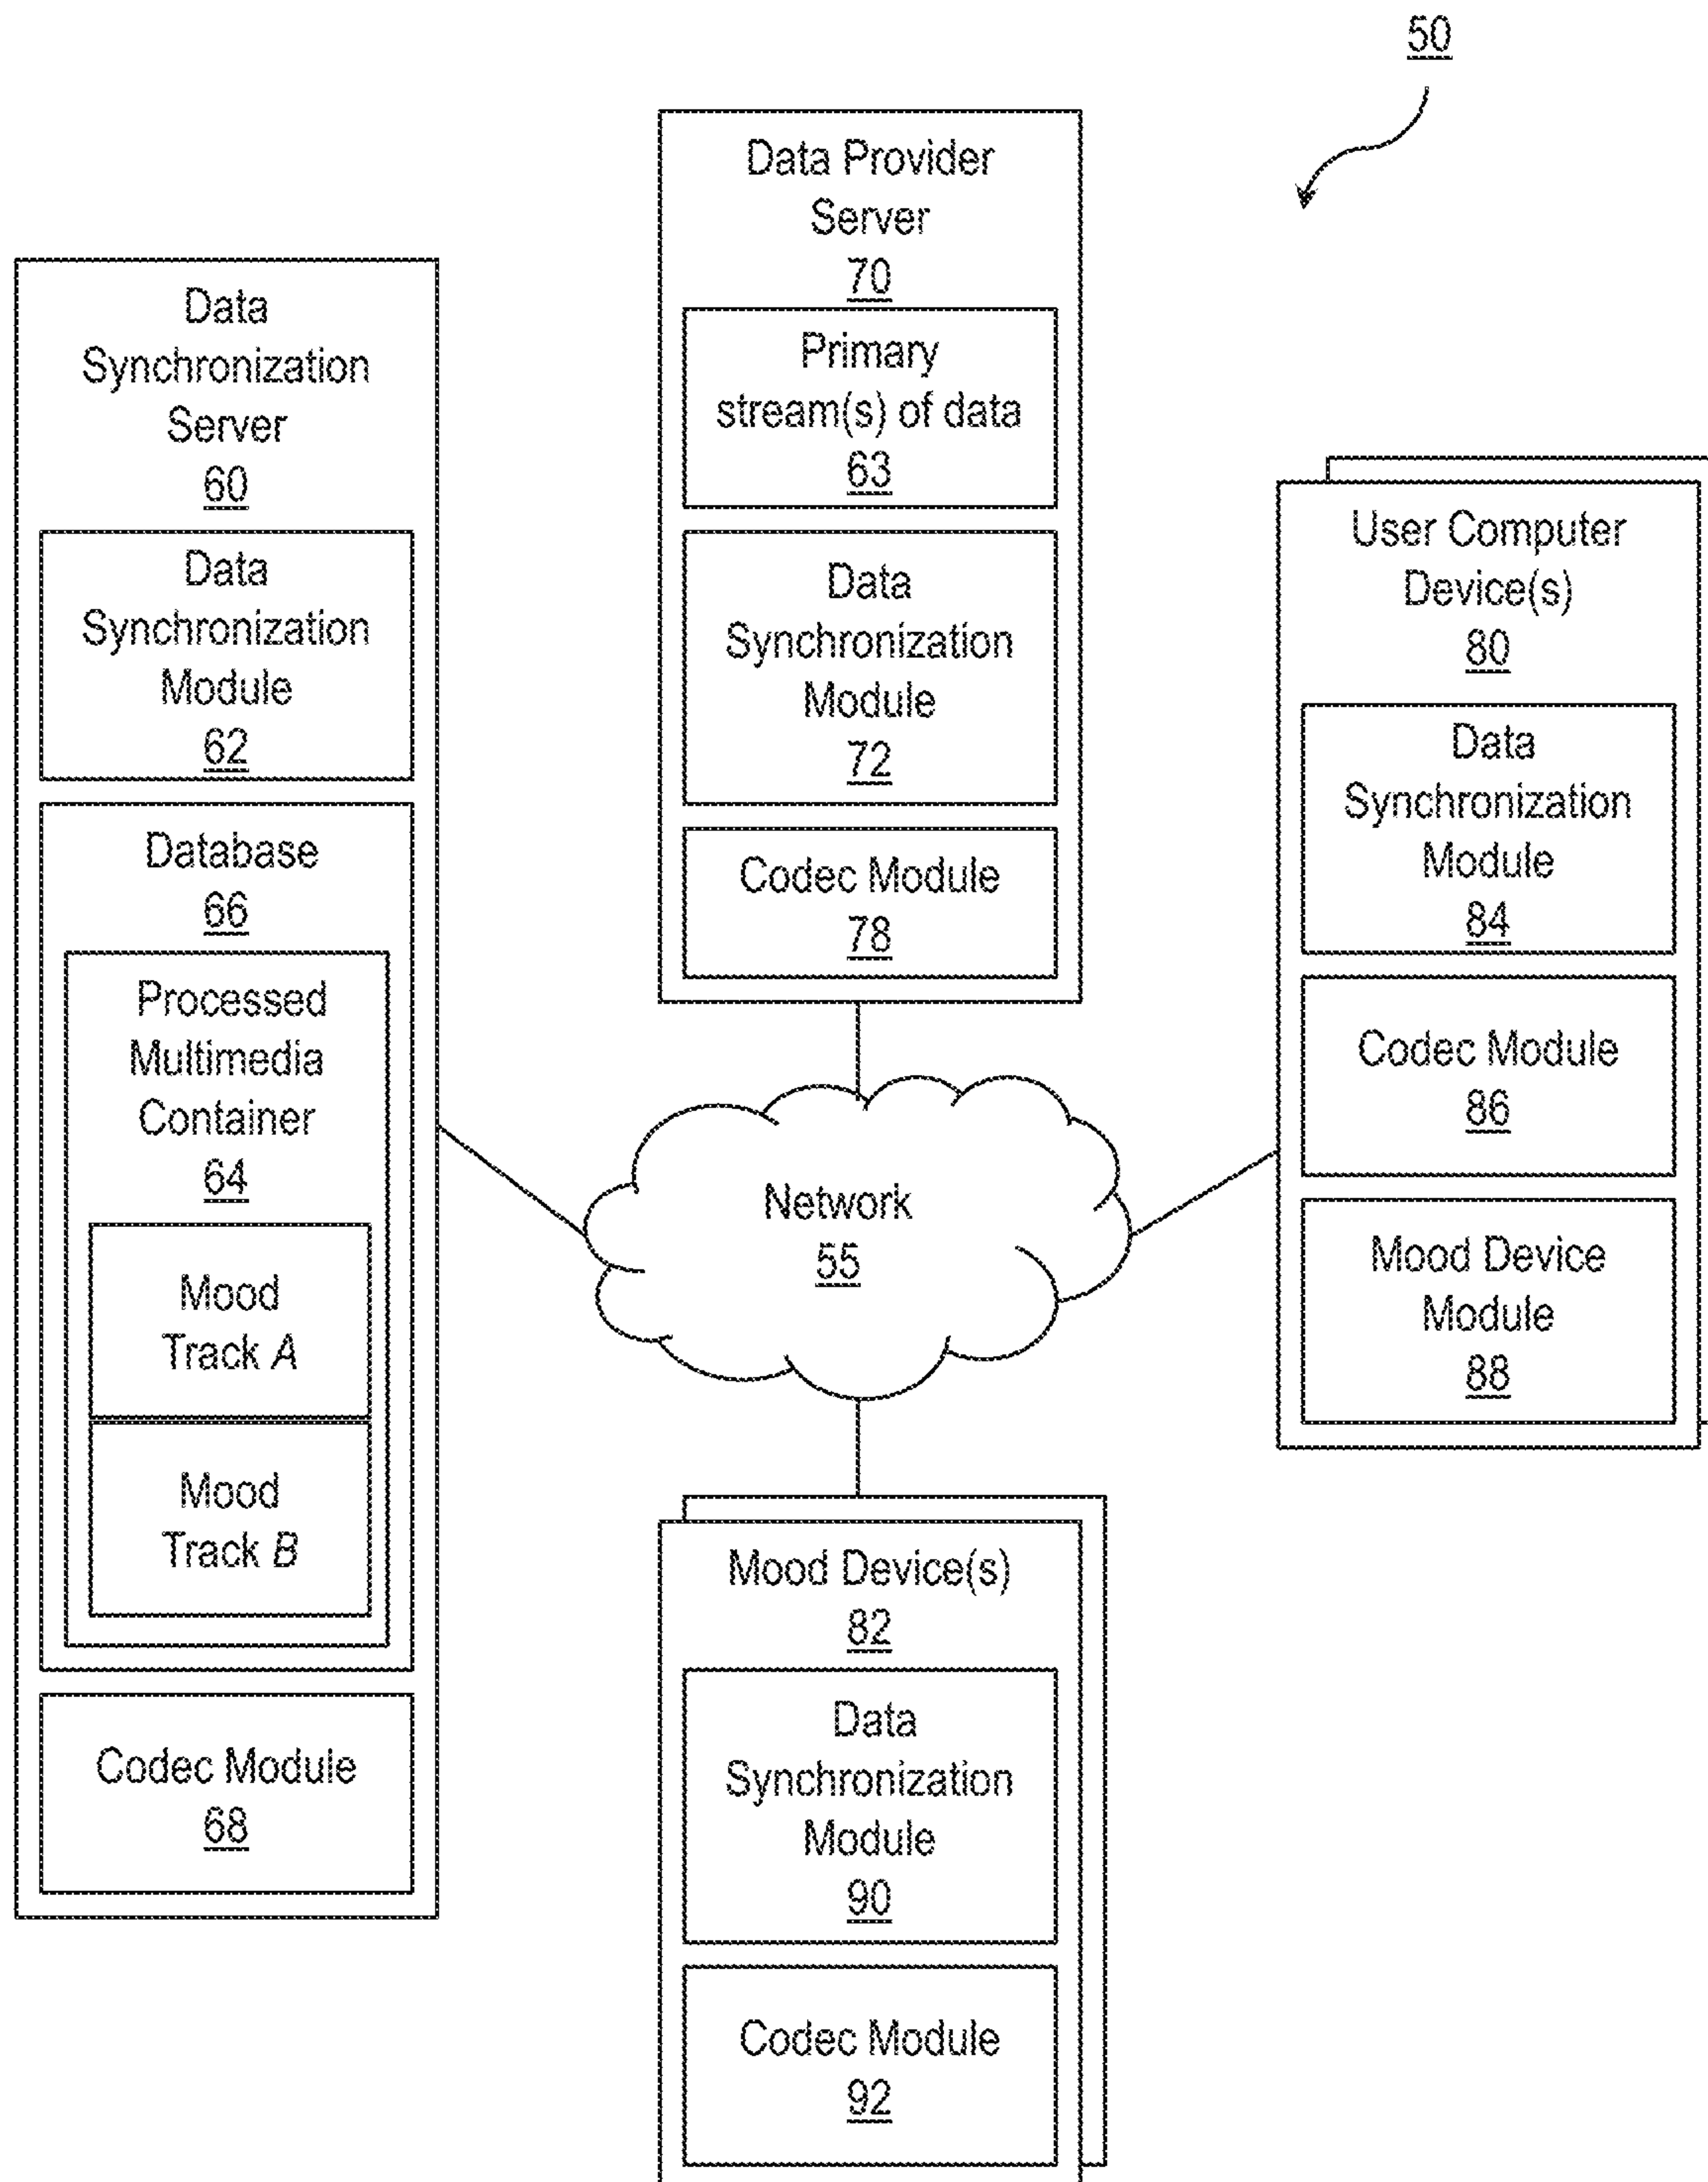 50
Data
Synchronization
Server
60
Data
Synchronization
Module
62
Database
66
Processed
Multimedia
Container
64
Mood
Track A
Mood
Track B
Codec Module
68
Data Provider
Server
70
Primary
stream(s) of data
63
Data
Synchronization
Module
72
Codec Module
78
Network
55
User Computer
Device(s)
80
Data
Synchronization
Module
84
Codec Module
86
Mood Device
Module
88
Mood Device(s)
82
Data
Synchronization
Module
90
Codec Module
92